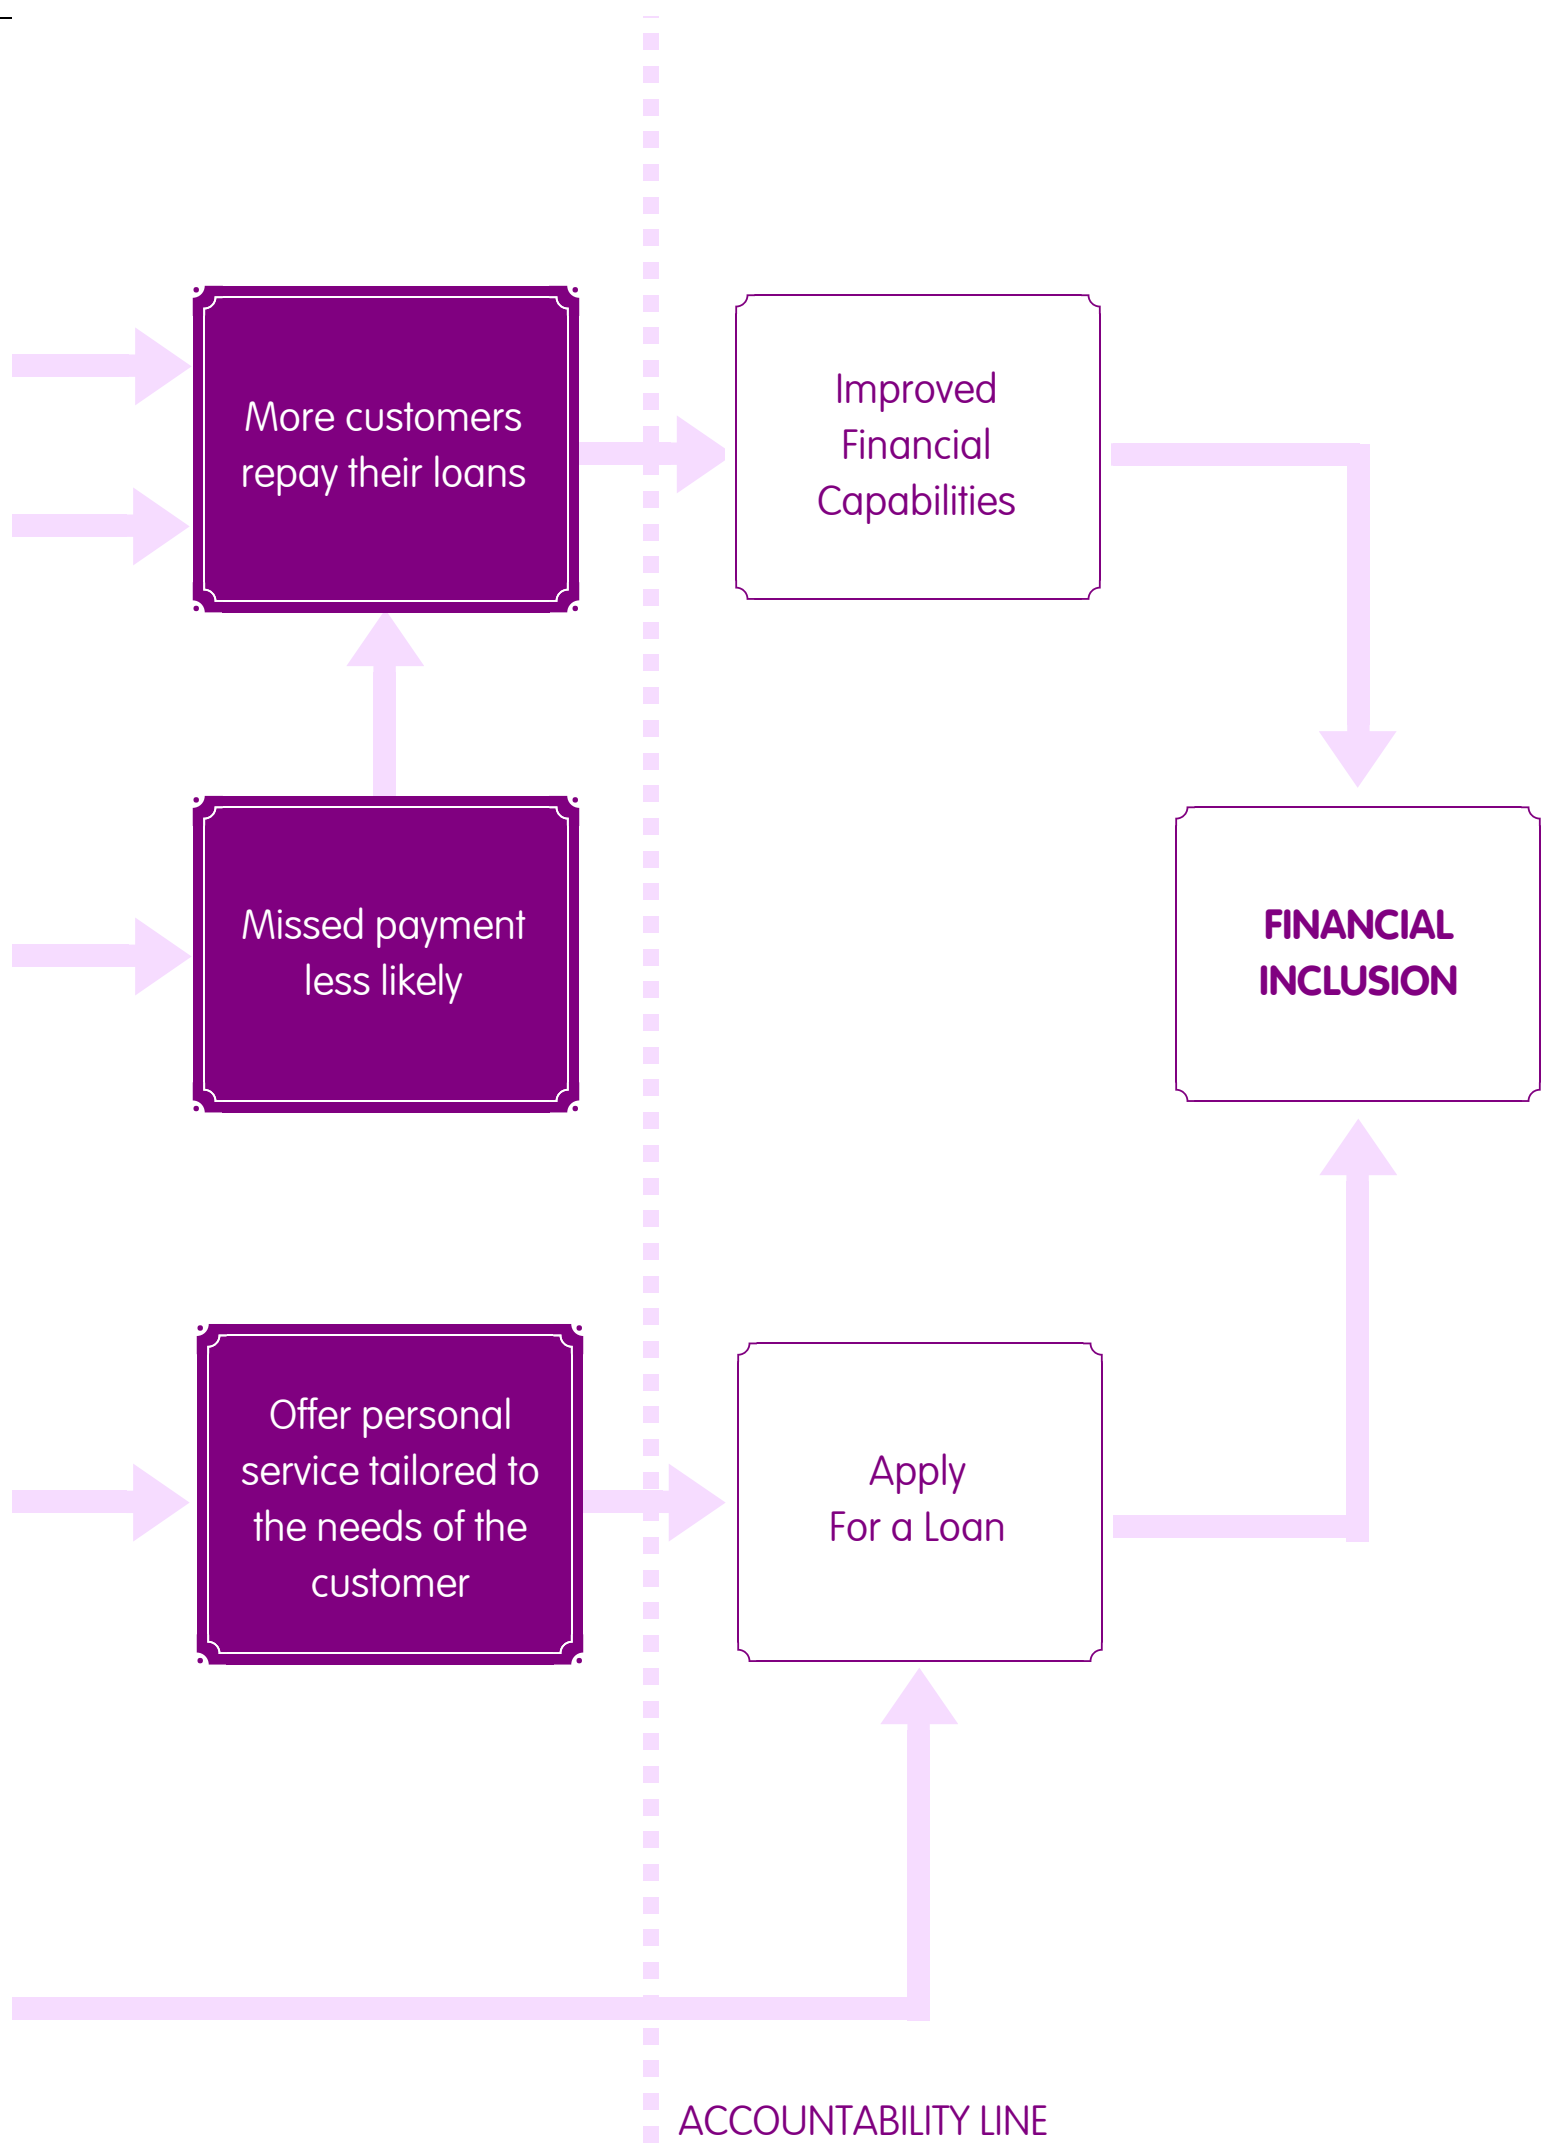 More customers
repay their loans
Improved
Financial
Capabilities
Missed payment
less likely
FINANCIAL
INCLUSION
Offer personal
service tailored to
the needs of the
customer
Apply
For a Loan
ACCOUNTABILITY LINE